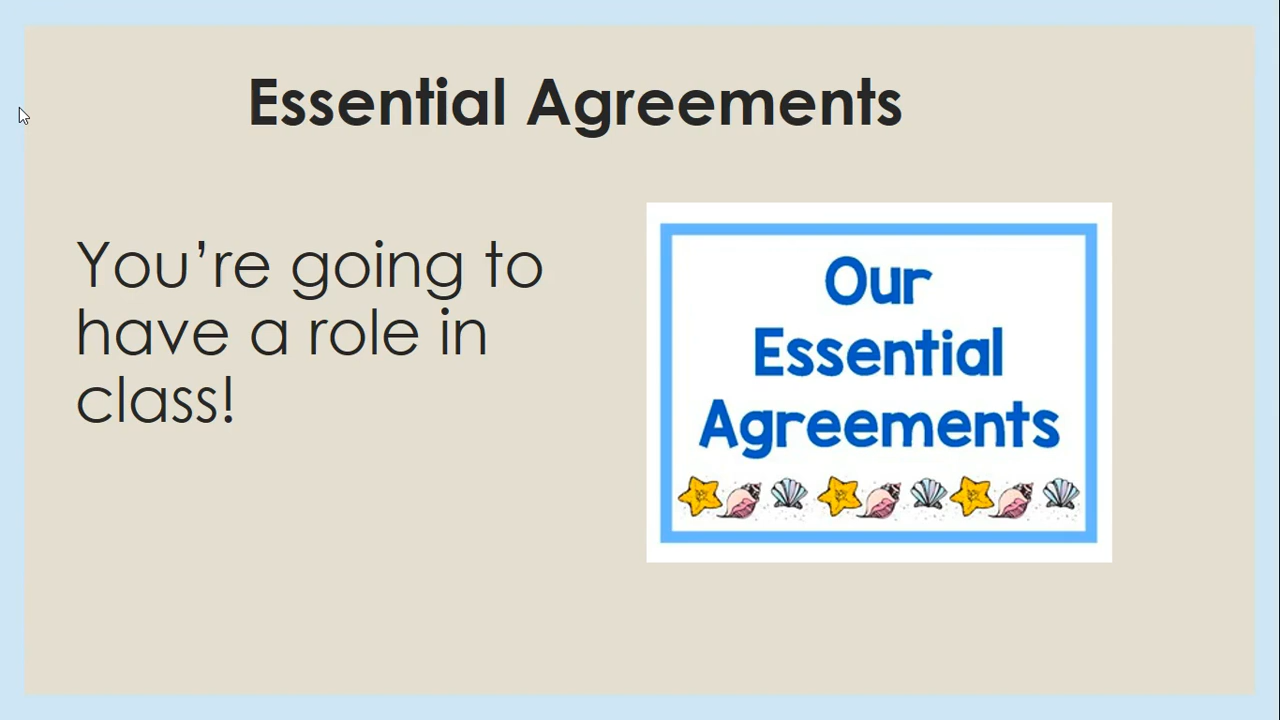 Essential Agreements
You’re going to
have a role in
class!
Our
Essential
Agreements